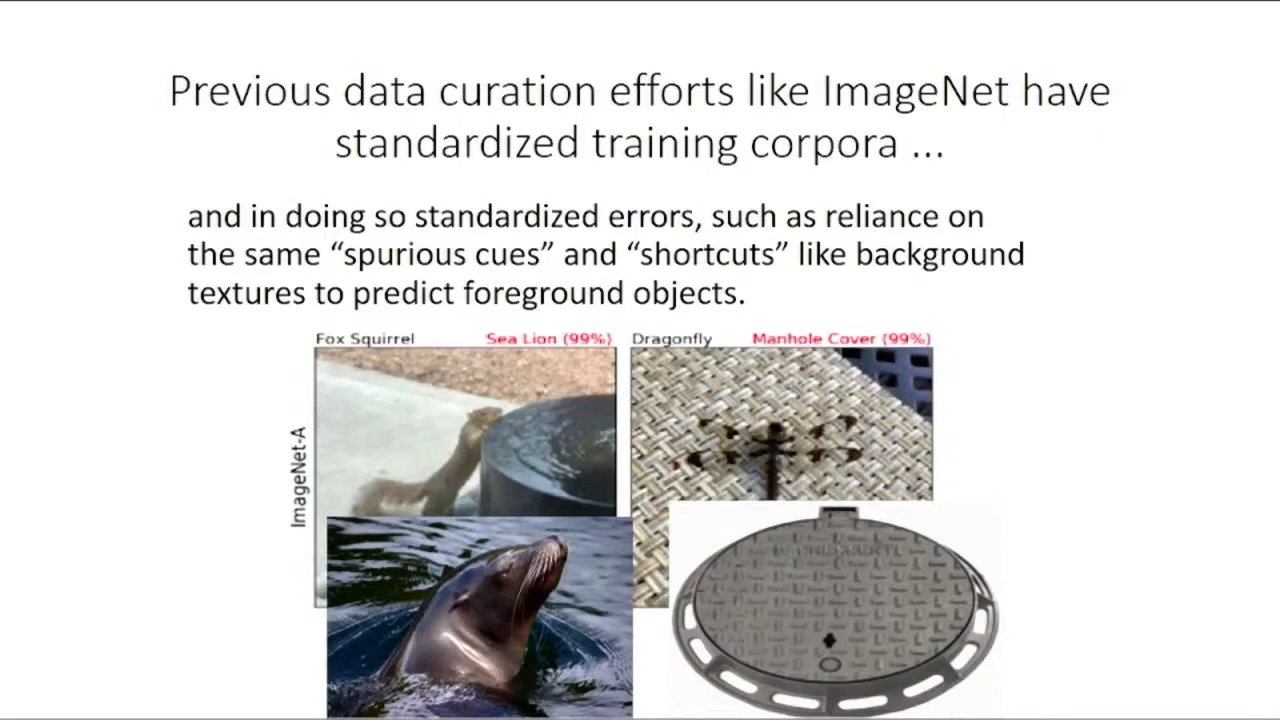 Previous data curation efforts like ImageNet have
standardized training corpora ...
and in doing so standardized errors, such as reliance on
the same “spurious cues” and “shortcuts” like background
textures to predict foreground objects.
Fox Squirrel Sea Lion (99%) Dragonfly Manhole Cover (99%)
ImageNet-A